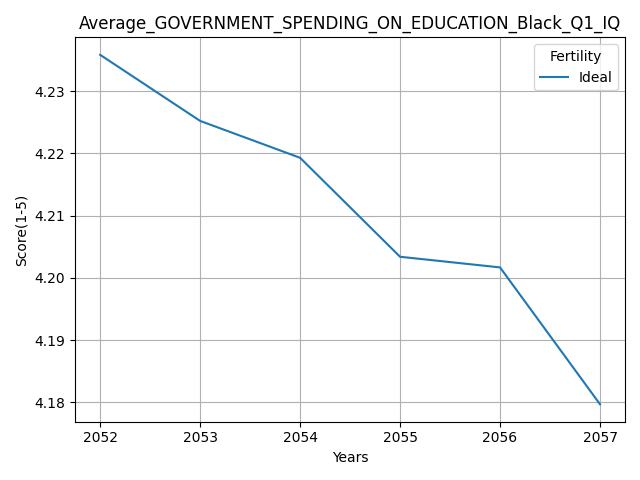 Average_GOVERNMENT_SPENDING_ON_EDUCATION_Black_Q1_IQ
Fertility
Ideal
Score(1-5)
4.23
4.22
4.21
4.20
4.19
4.18
2052 2053 2054 2055 2056 2057
Years